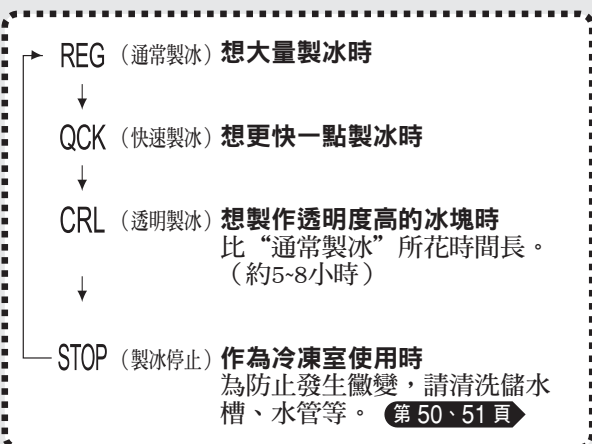 REG（通常製冰）想大量製冰時
QCK（快速製冰）想更快一點製冰時
CRL（透明製冰）想製作透明度高的冰塊時
比“通常製冰”所花時間長。
（約5~8小時）
STOP（製冰停止）作為冷凍室使用時
為防止發生黴變，請清洗儲水
槽、水管等。 第 50、51 頁